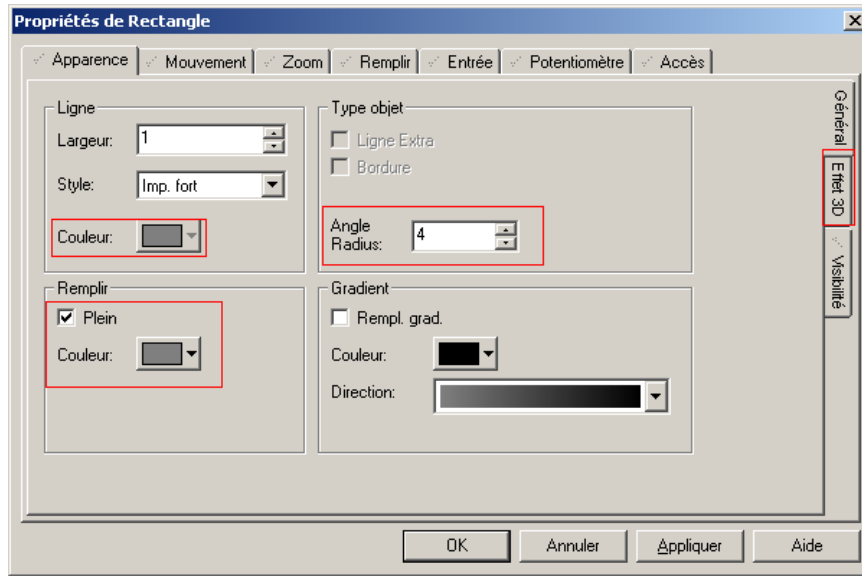 Propriétés de Rectangle
Apparence Mouvement Zoom Remplir Entrée Potentiomètre Accès
Ligne
Largeur: 1
Style: Imp. fort
Couleur:
Type objet
Ligne Extra
Bordure
Angle
Radius: 4
Remplir
Plein
Couleur:
Gradient
Rempl. grad.
Couleur:
Direction:
Général
Effet 3D
Visibilité
OK Annuler Appliquer Aide